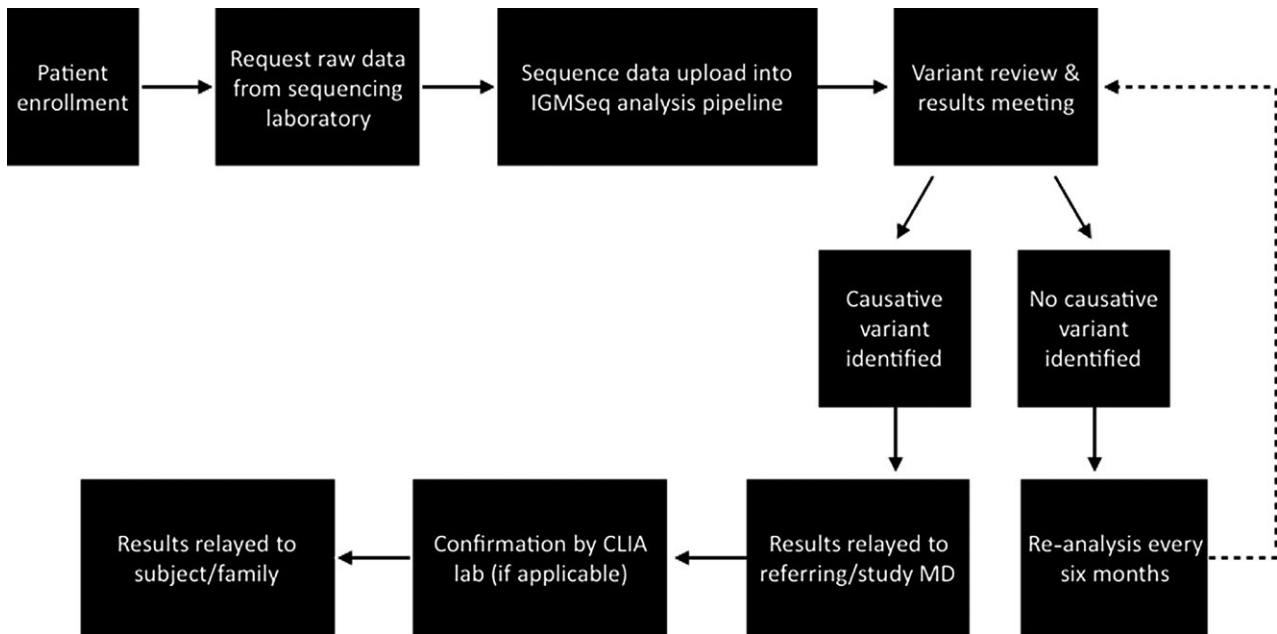 Patient
enrollment
Request raw data
from sequencing
laboratory
Sequence data upload into
IGMSeq analysis pipeline
Variant review &
results meeting
Causative
variant
identified
No causative
variant
identified
Results relayed to
subject/family
Confirmation by CLIA
lab (if applicable)
Results relayed to
referring/study MD
Re-analysis every
six months